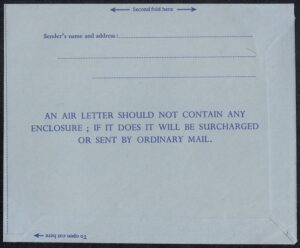 Second fold here
Sender's name and address:
AN AIR LETTER SHOULD NOT CONTAIN ANY
ENCLOSURE ; IF IT DOES IT WILL BE SURCHARGED
OR SENT BY ORDINARY MAIL.
To open cut here